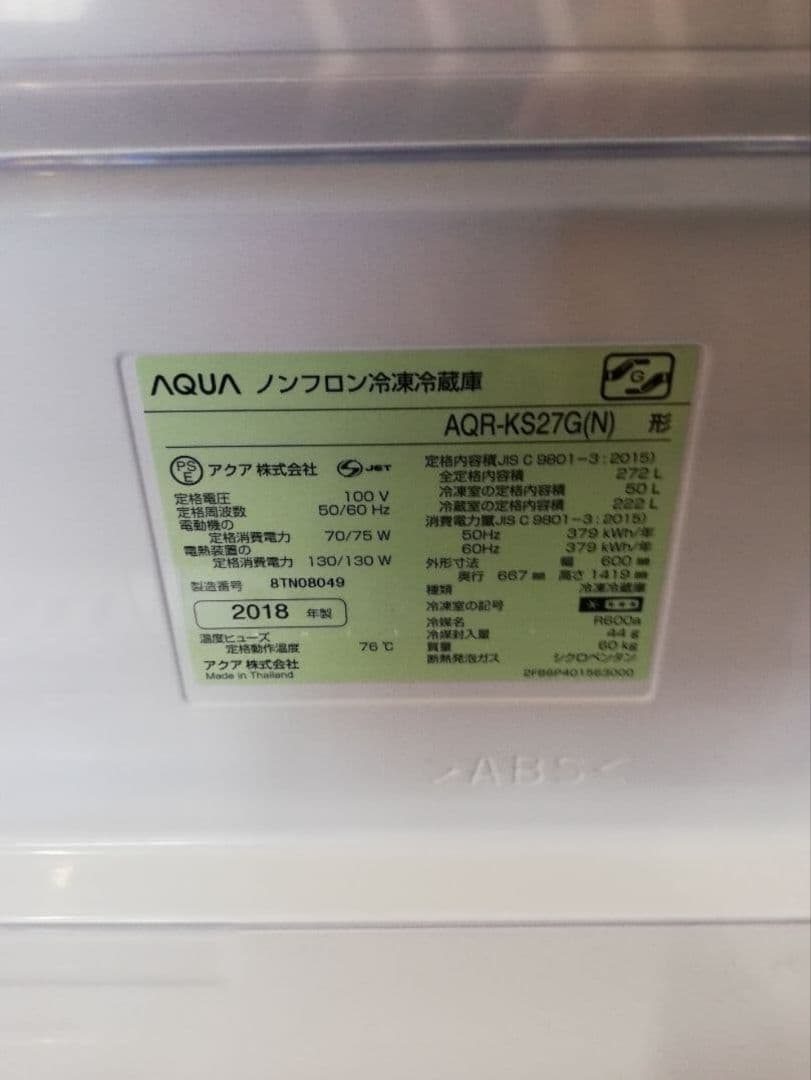 AQUA ノンフロン冷凍冷蔵庫
G
AQR-KS27G(N) 形
PSE アクア 株式会社 JET
定格電圧 100 V
定格周波数 50/60 Hz
電動機の
定格消費電力 70/75 W
電熱装置の
定格消費電力 130/130 W
製造番号 8TN08049
2018 年製
温度ヒューズ
定格動作温度 76 ℃
アクア 株式会社
Made in Thailand
定格内容積(JIS C 9801-3:2015)
全定格内容積 272 L
冷凍室の定格内容積 50 L
冷蔵室の定格内容積 222 L
消費電力量(JIS C 9801-3:2015)
50Hz 379 kWh/年
60Hz 379 kWh/年
外形寸法 幅 600 mm
奥行 667 mm 高さ 1419 mm
種類 冷凍冷蔵庫
冷凍室の記号
冷媒名 R600a
冷媒封入量 44 g
質量 60 kg
断熱発泡ガス シクロペンタン
>ABS<